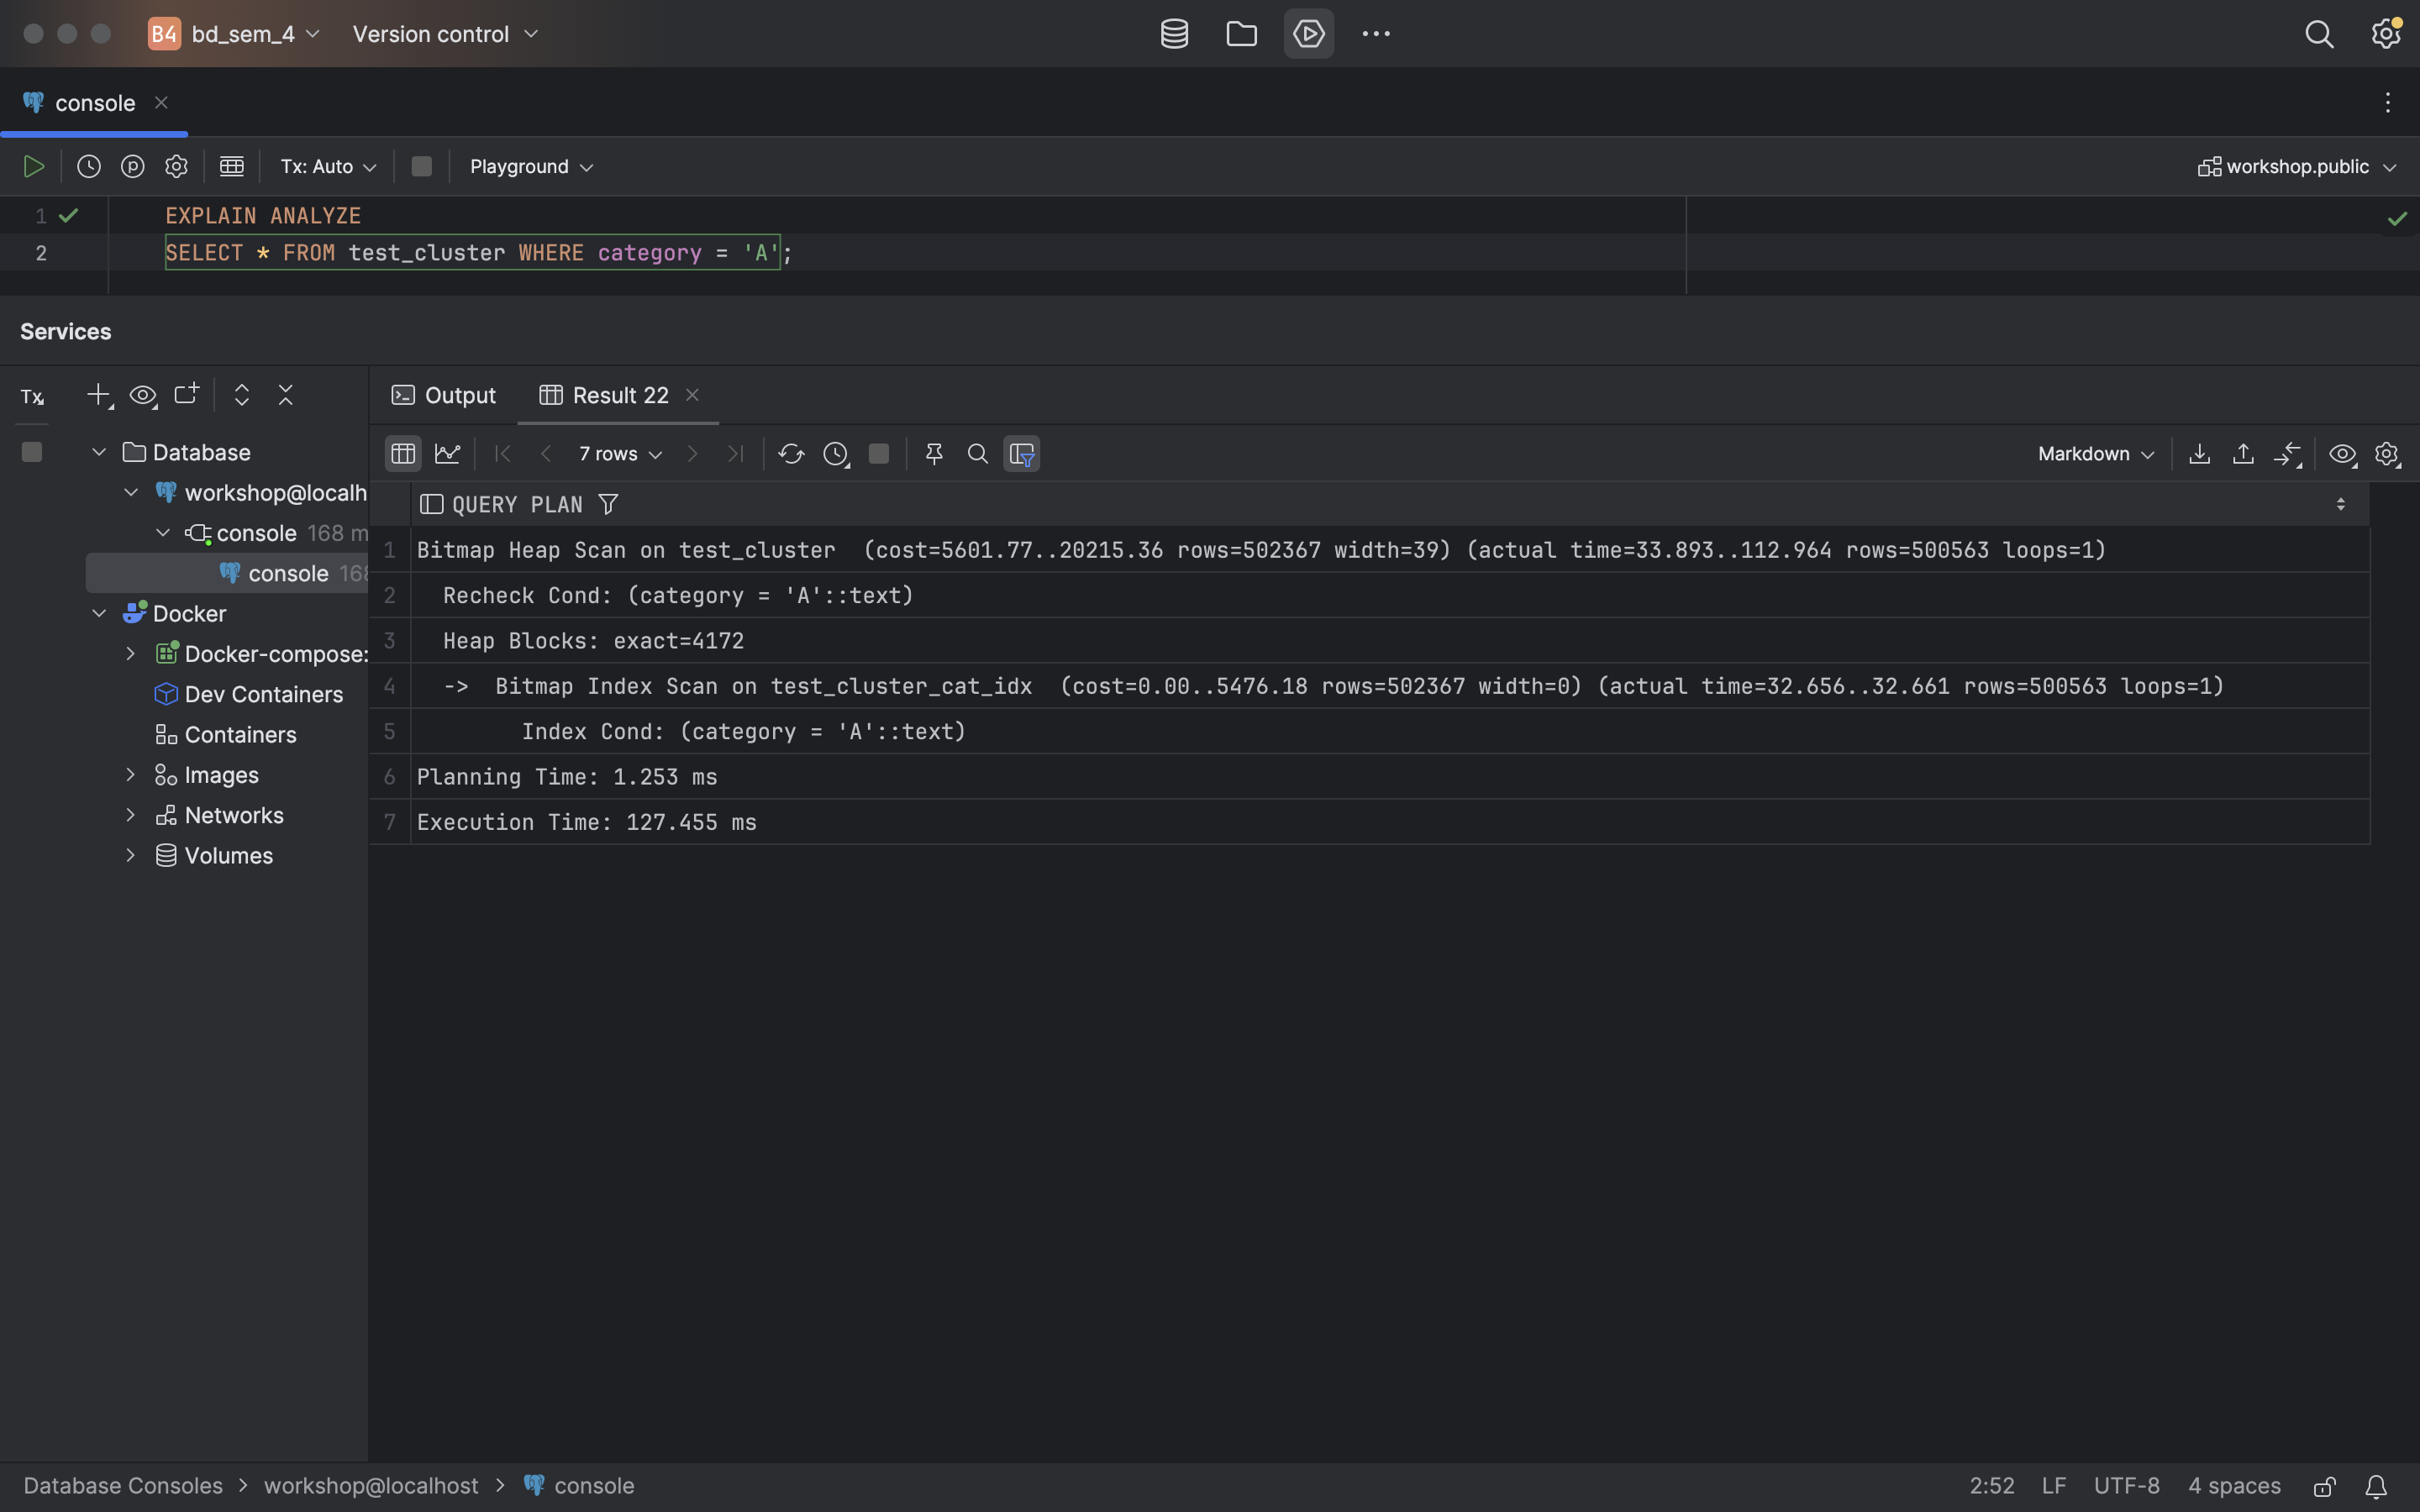 B4 bd_sem_4 Version control
console
Tx: Auto Playground workshop.public
1 EXPLAIN ANALYZE
2 SELECT * FROM test_cluster WHERE category = 'A';
Services
Tx
Output Result 22
7 rows Markdown
Database
workshop@localh
console 168 m
console 168
Docker
Docker-compose:
Dev Containers
Containers
Images
Networks
Volumes
QUERY PLAN
1 Bitmap Heap Scan on test_cluster (cost=5601.77..20215.36 rows=502367 width=39) (actual time=33.893..112.964 rows=500563 loops=1)
2 Recheck Cond: (category = 'A'::text)
3 Heap Blocks: exact=4172
4 -> Bitmap Index Scan on test_cluster_cat_idx (cost=0.00..5476.18 rows=502367 width=0) (actual time=32.656..32.661 rows=500563 loops=1)
5 Index Cond: (category = 'A'::text)
6 Planning Time: 1.253 ms
7 Execution Time: 127.455 ms
Database Consoles > workshop@localhost > console 2:52 LF UTF-8 4 spaces